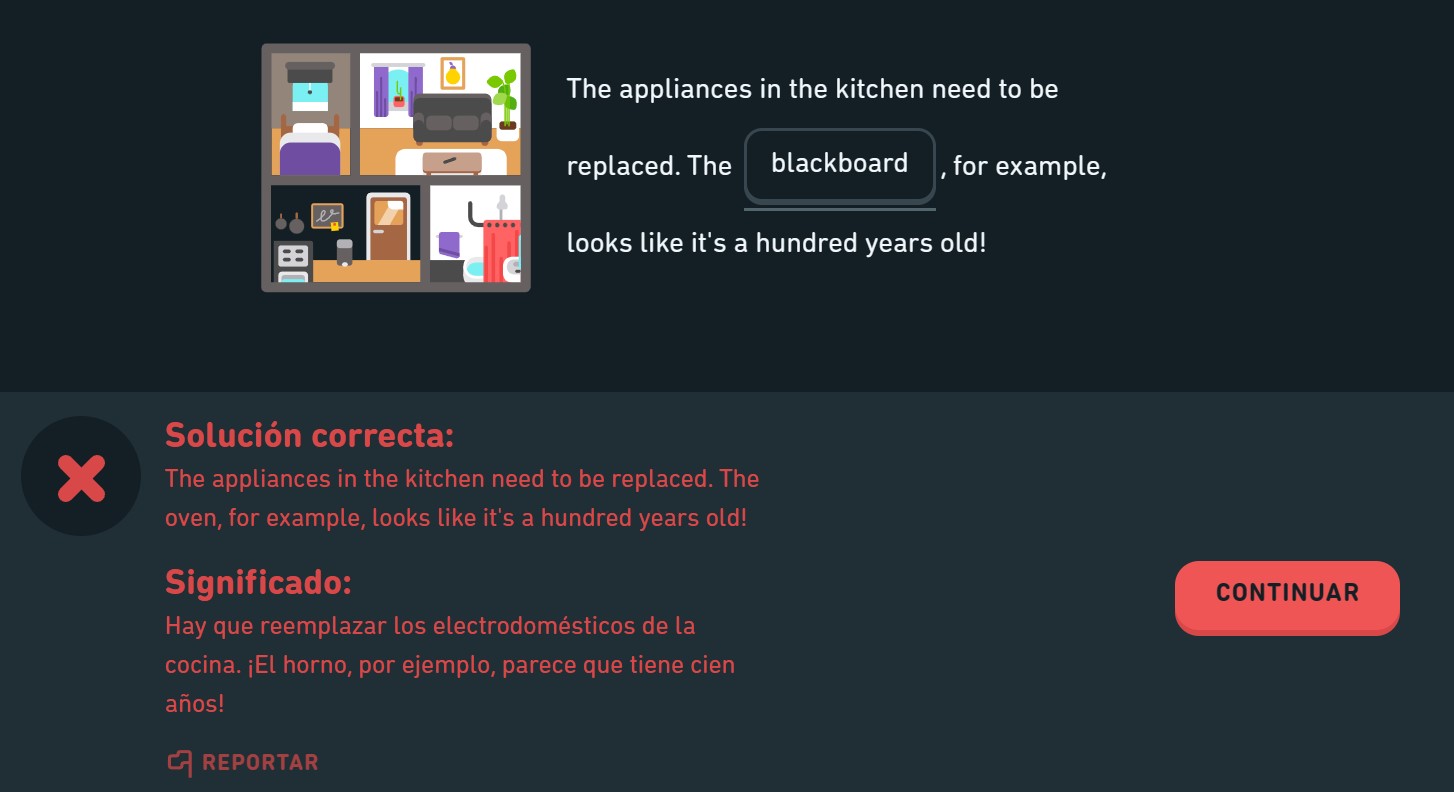 The appliances in the kitchen need to be
replaced. The blackboard, for example,
looks like it's a hundred years old!
Solución correcta:
The appliances in the kitchen need to be replaced. The
oven, for example, looks like it's a hundred years old!
Significado:
Hay que reemplazar los electrodomésticos de la
cocina. ¡El horno, por ejemplo, parece que tiene cien
años!
CONTINUAR
REPORTAR